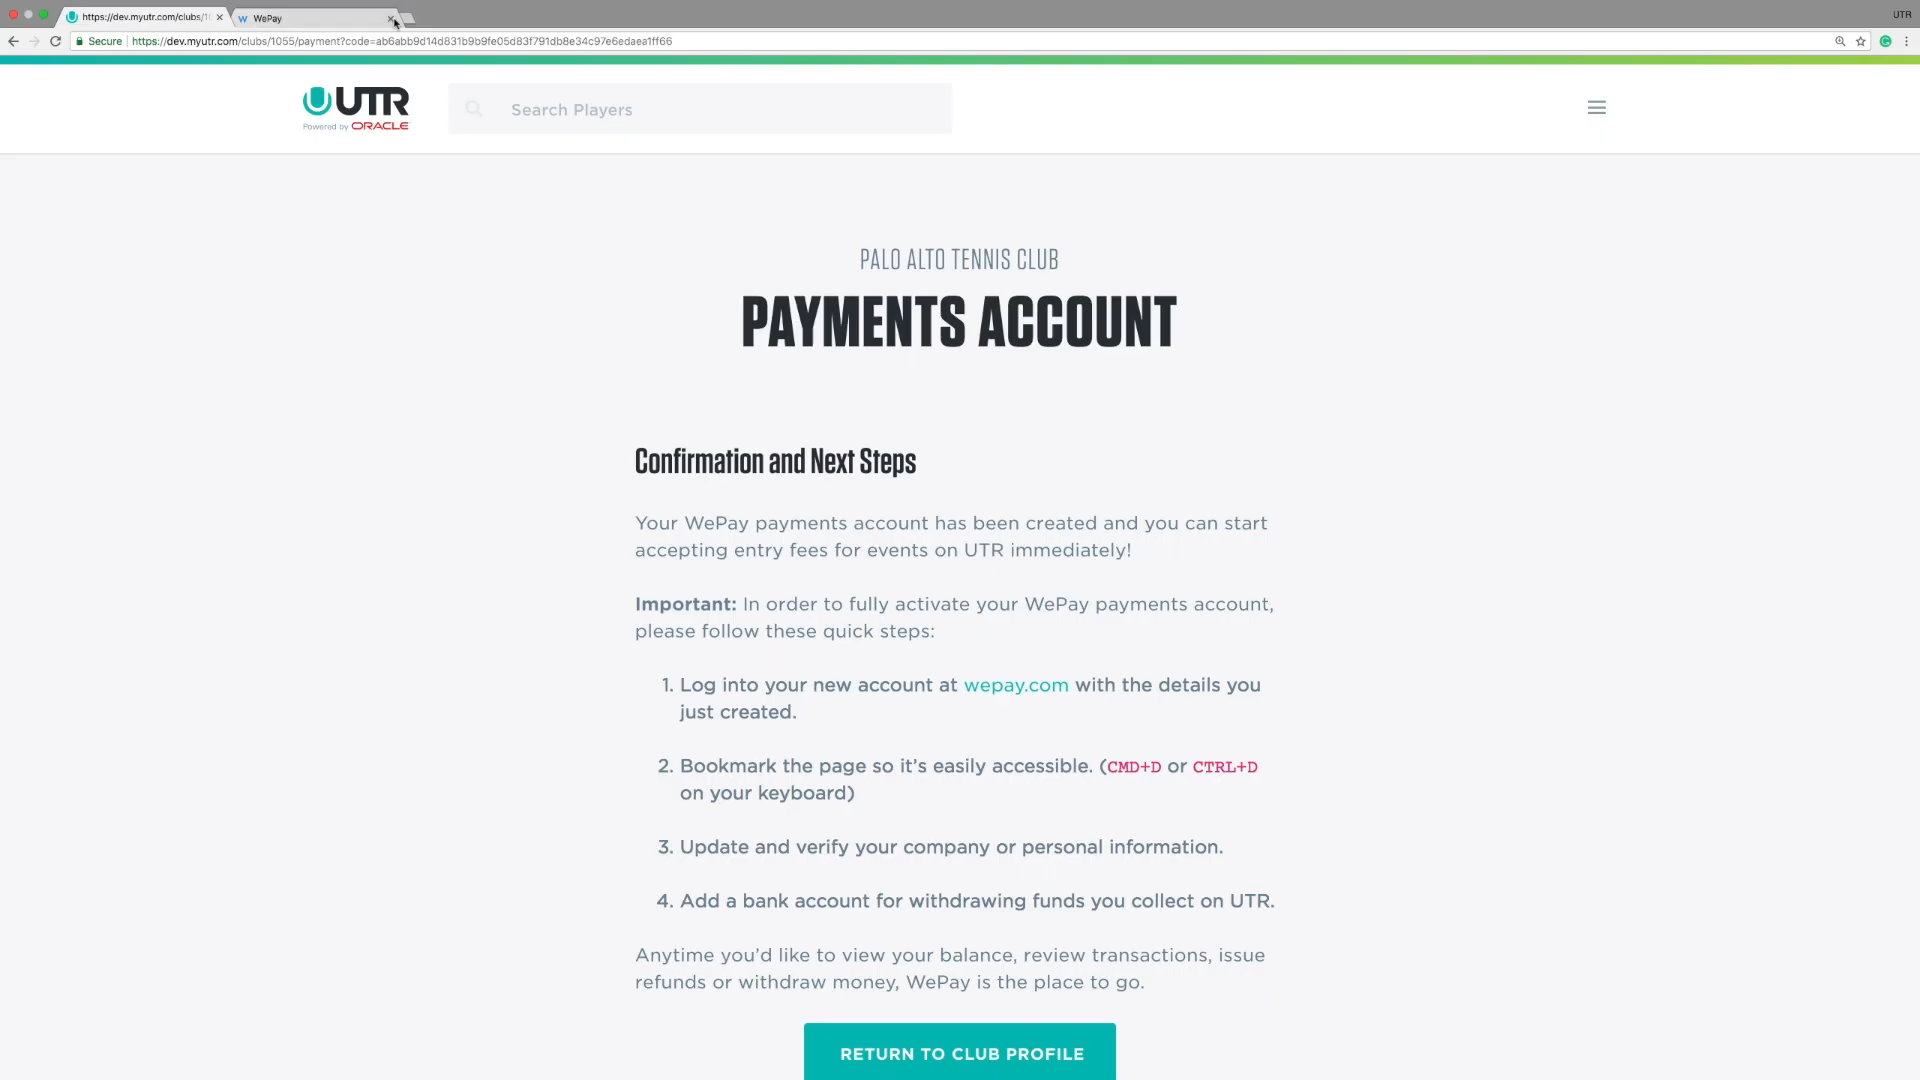 https://dev.myutr.com/clubs/10
WePay
UTR
Secure
https://dev.myutr.com/clubs/1055/payment?code=ab6abb9d14d831b9b9fe05d83f791db8e34c97e6edaea1ff66
UTR
Powered by ORACLE
Search Players
PALO ALTO TENNIS CLUB
PAYMENTS ACCOUNT
Confirmation and Next Steps
Your WePay payments account has been created and you can start
accepting entry fees for events on UTR immediately!
Important: In order to fully activate your WePay payments account,
please follow these quick steps:
1. Log into your new account at wepay.com with the details you
just created.
2. Bookmark the page so it’s easily accessible. (CMD+D or CTRL+D
on your keyboard)
3. Update and verify your company or personal information.
4. Add a bank account for withdrawing funds you collect on UTR.
Anytime you’d like to view your balance, review transactions, issue
refunds or withdraw money, WePay is the place to go.
RETURN TO CLUB PROFILE